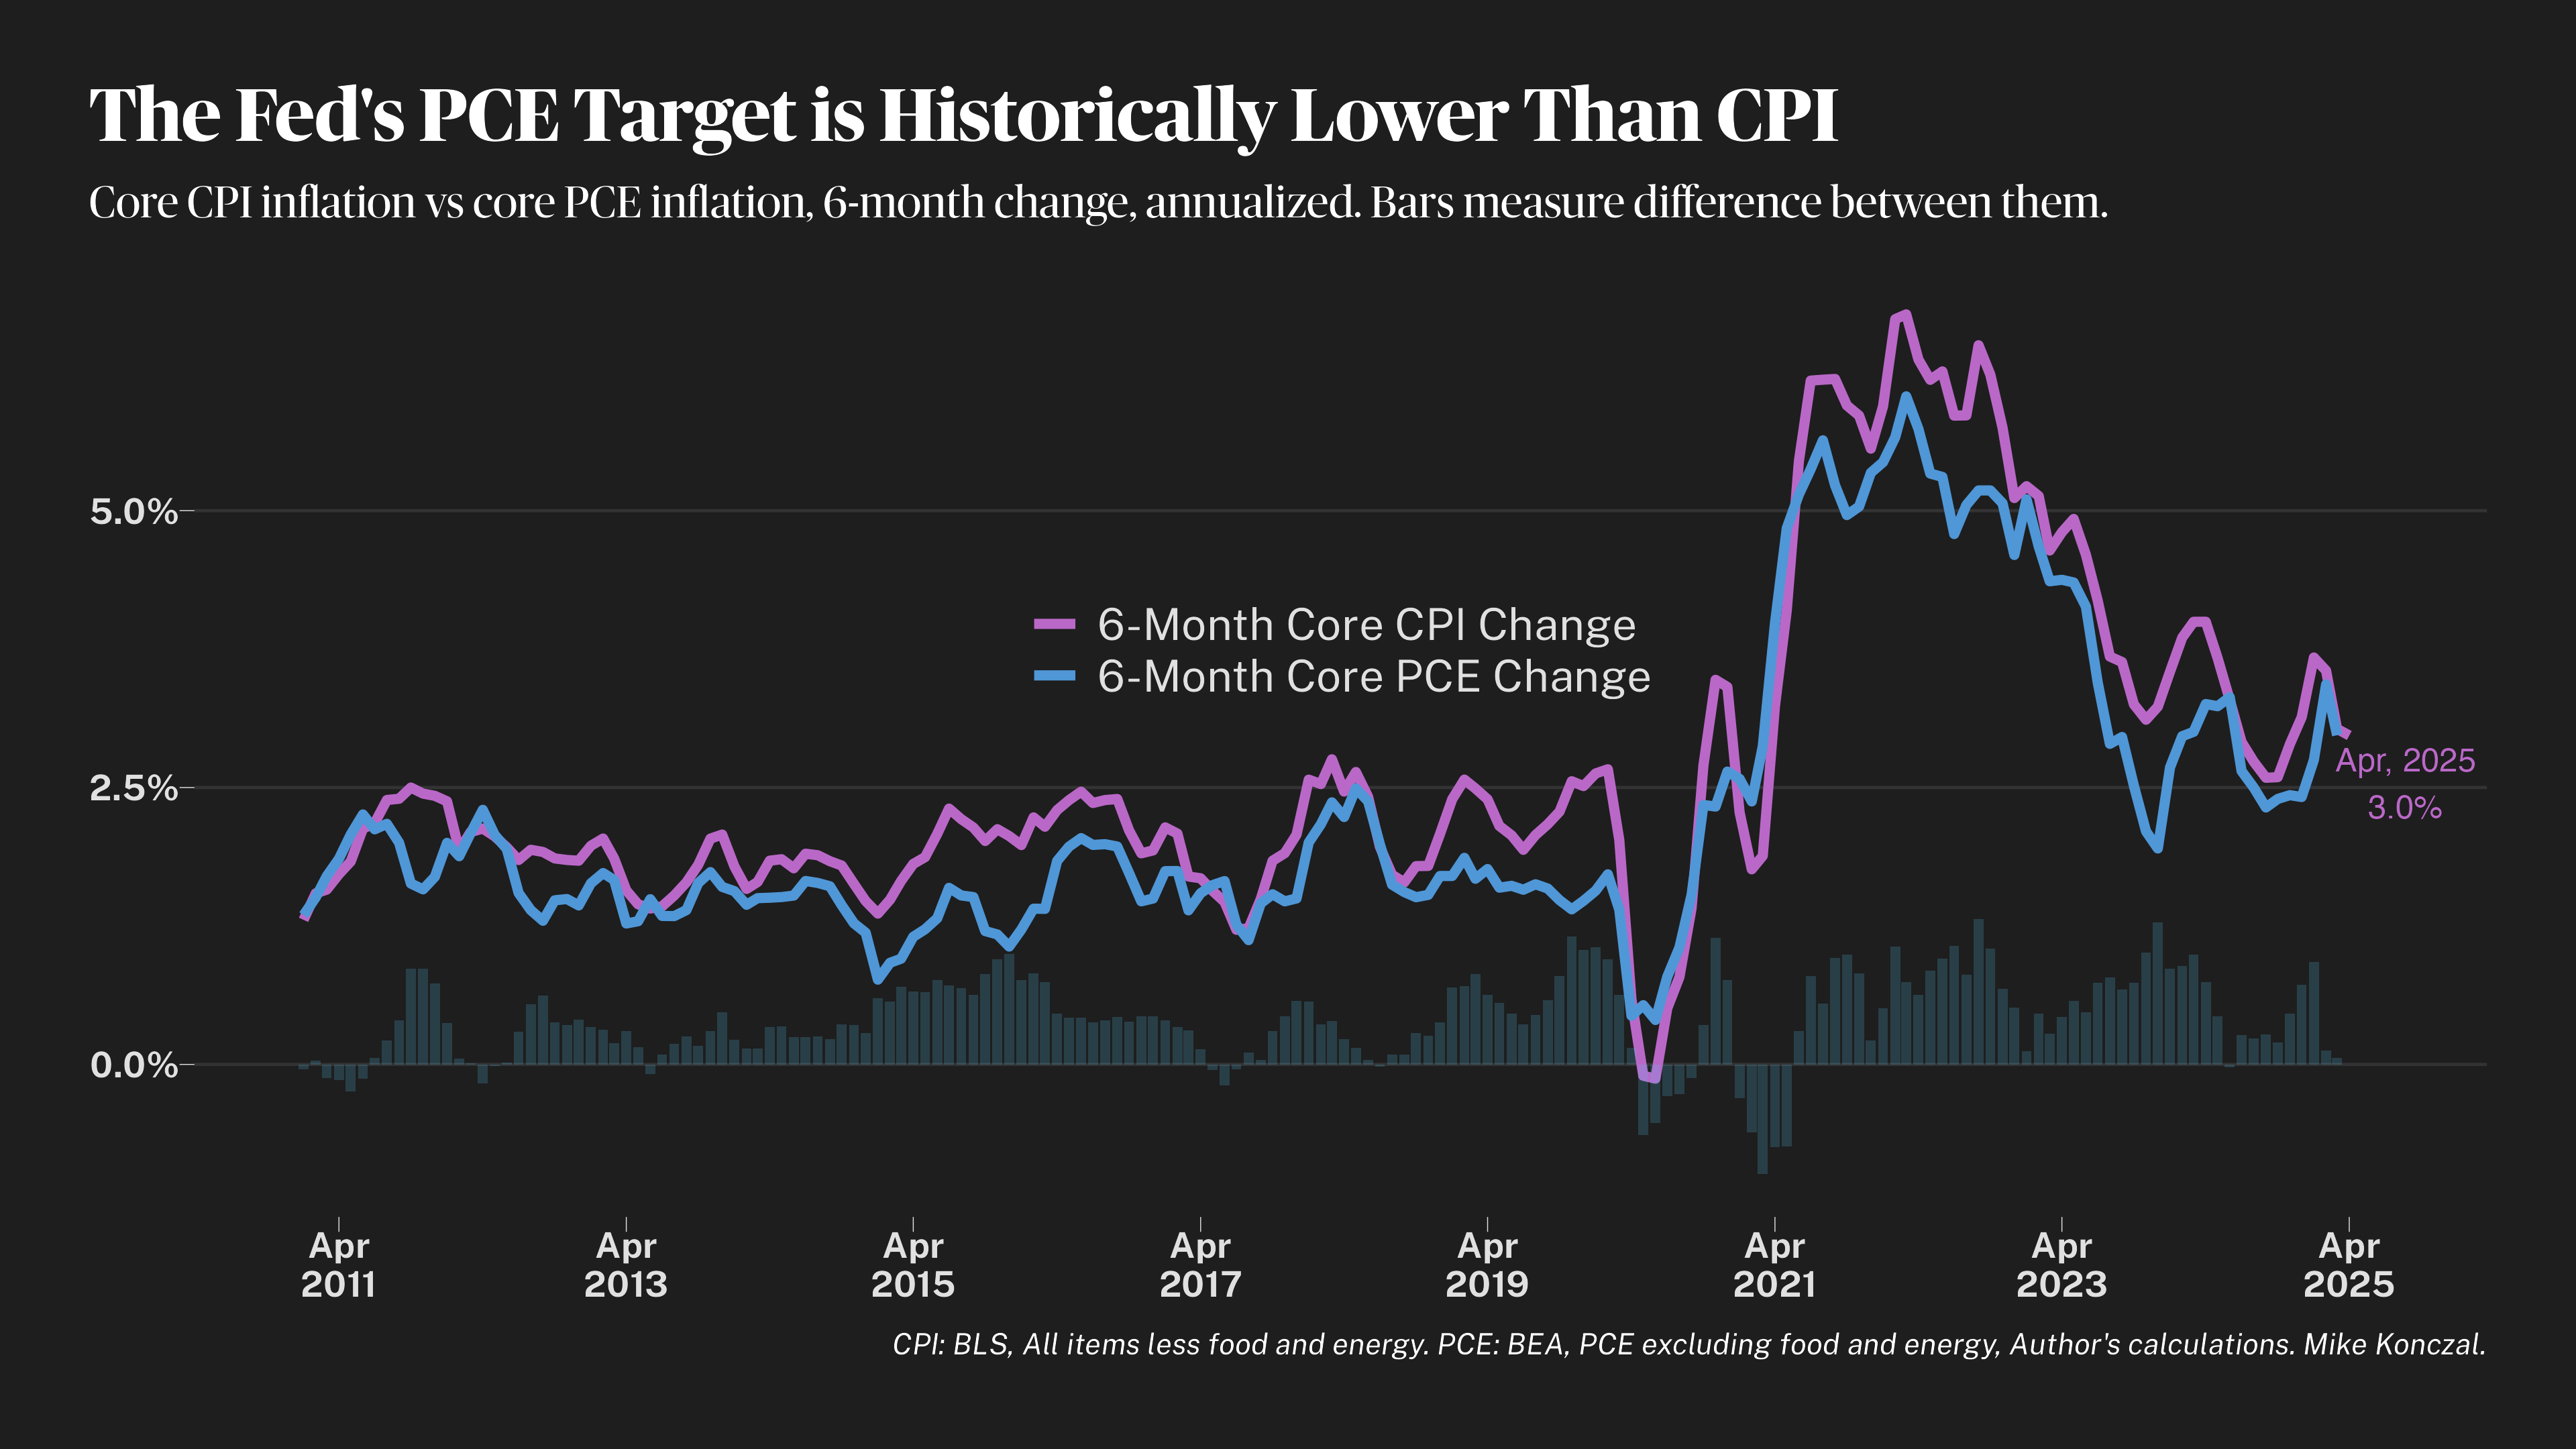 The Fed's PCE Target is Historically Lower Than CPI
Core CPI inflation vs core PCE inflation, 6-month change, annualized. Bars measure difference between them.
5.0%
6-Month Core CPI Change
6-Month Core PCE Change
2.5%
Apr, 2025
3.0%
0.0%
Apr
2011
Apr
2013
Apr
2015
Apr
2017
Apr
2019
Apr
2021
Apr
2023
Apr
2025
CPI: BLS, All items less food and energy. PCE: BEA, PCE excluding food and energy, Author's calculations. Mike Konczal.